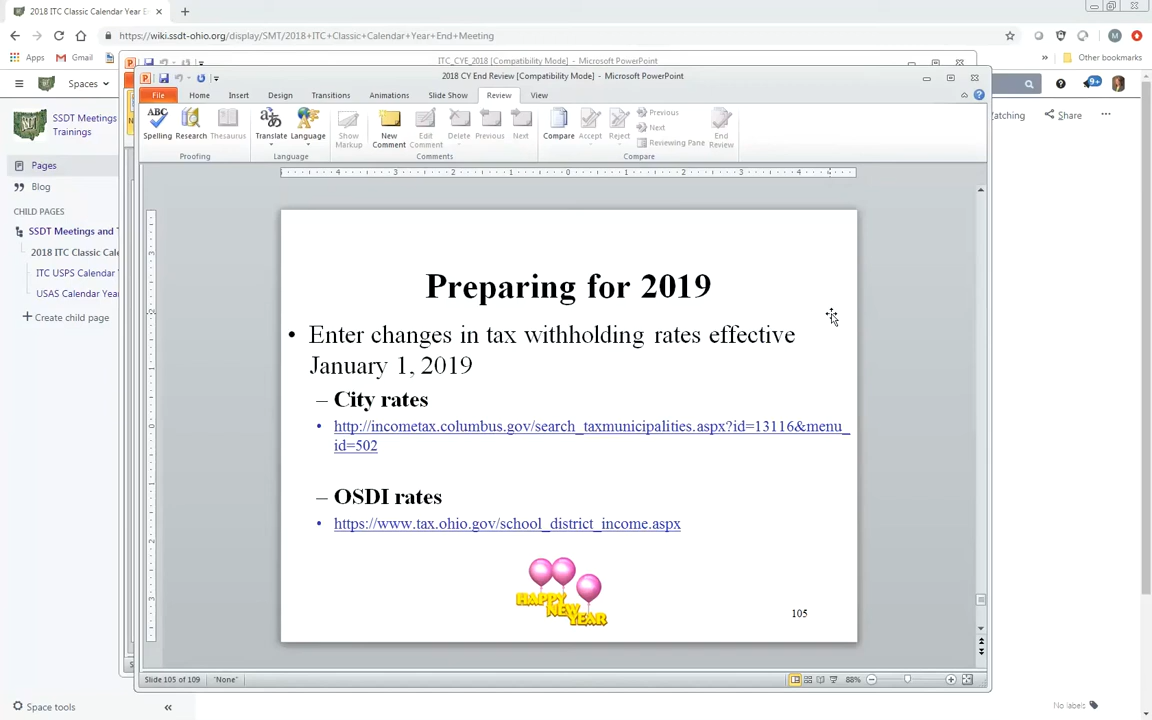 2018 ITC Classic Calendar Year E
https://wiki.ssdt-ohio.org/display/SMT/2018+ITC+Classic+Calendar+Year+End+Meeting
M
Apps
Gmail
Other bookmarks
ITC_CYE_2018 [Compatibility Mode] - Microsoft PowerPoint
2018 CY End Review [Compatibility Mode] - Microsoft PowerPoint
Spaces
9+
File
Home
Insert
Design
Transitions
Animations
Slide Show
Review
View
SSDT Meetings
Trainings
Spelling
Research
Thesaurus
Translate
Language
Show
Markup
New
Comment
Edit
Comment
Delete
Previous
Next
Compare
Accept
Reject
Previous
Next
Reviewing Pane
End
Review
Proofing
Language
Comments
Compare
atching
Share
Pages
Blog
CHILD PAGES
SSDT Meetings and T
2018 ITC Classic Cale
ITC USPS Calendar
USAS Calendar Yea
Create child page
Preparing for 2019
• Enter changes in tax withholding rates effective
January 1, 2019
– City rates
• http://incometax.columbus.gov/search_taxmunicipalities.aspx?id=13116&menu_
id=502
– OSDI rates
• https://www.tax.ohio.gov/school_district_income.aspx
HAPPY
NEW
YEAR
105
Slide 105 of 109
"None"
88%
Space tools
No labels